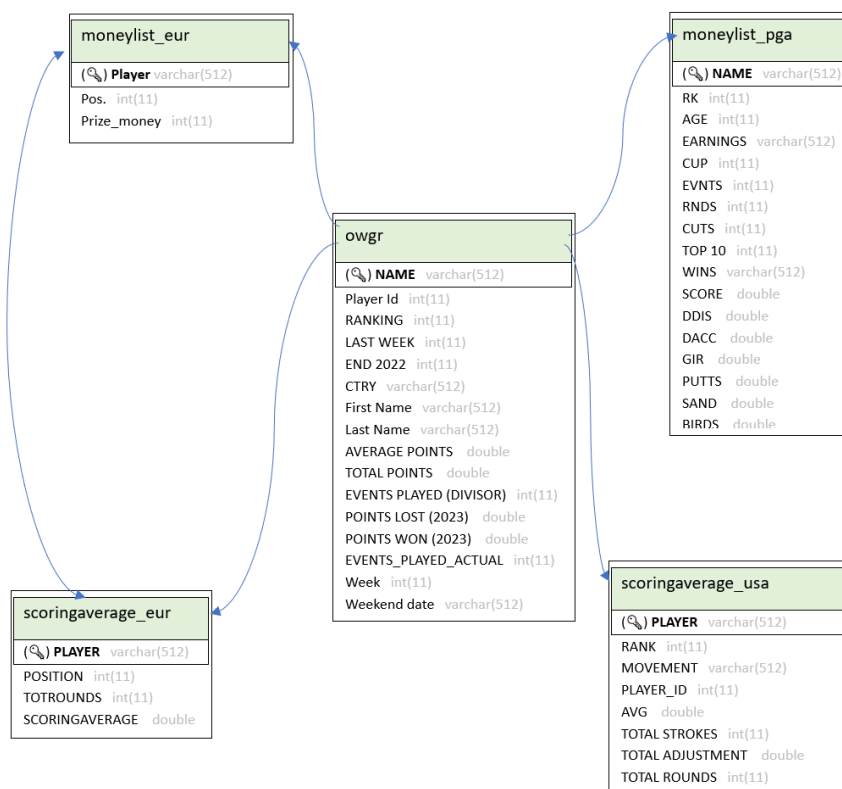 moneylist_eur
Player varchar(512)
Pos. int(11)
Prize_money int(11)
moneylist_pga
NAME varchar(512)
RK int(11)
AGE int(11)
EARNINGS varchar(512)
CUP int(11)
EVNTS int(11)
RNDS int(11)
CUTS int(11)
TOP 10 int(11)
WINS varchar(512)
SCORE double
DDIS double
DACC double
GIR double
PUTTS double
SAND double
BIRDS double
owgr
NAME varchar(512)
Player Id int(11)
RANKING int(11)
LAST WEEK int(11)
END 2022 int(11)
CTRY varchar(512)
First Name varchar(512)
Last Name varchar(512)
AVERAGE POINTS double
TOTAL POINTS double
EVENTS PLAYED (DIVISOR) int(11)
POINTS LOST (2023) double
POINTS WON (2023) double
EVENTS_PLAYED_ACTUAL int(11)
Week int(11)
Weekend date varchar(512)
scoringaverage_eur
PLAYER varchar(512)
POSITION int(11)
TOTROUNDS int(11)
SCORINGAVERAGE double
scoringaverage_usa
PLAYER varchar(512)
RANK int(11)
MOVEMENT varchar(512)
PLAYER_ID int(11)
AVG double
TOTAL STROKES int(11)
TOTAL ADJUSTMENT double
TOTAL ROUNDS int(11)